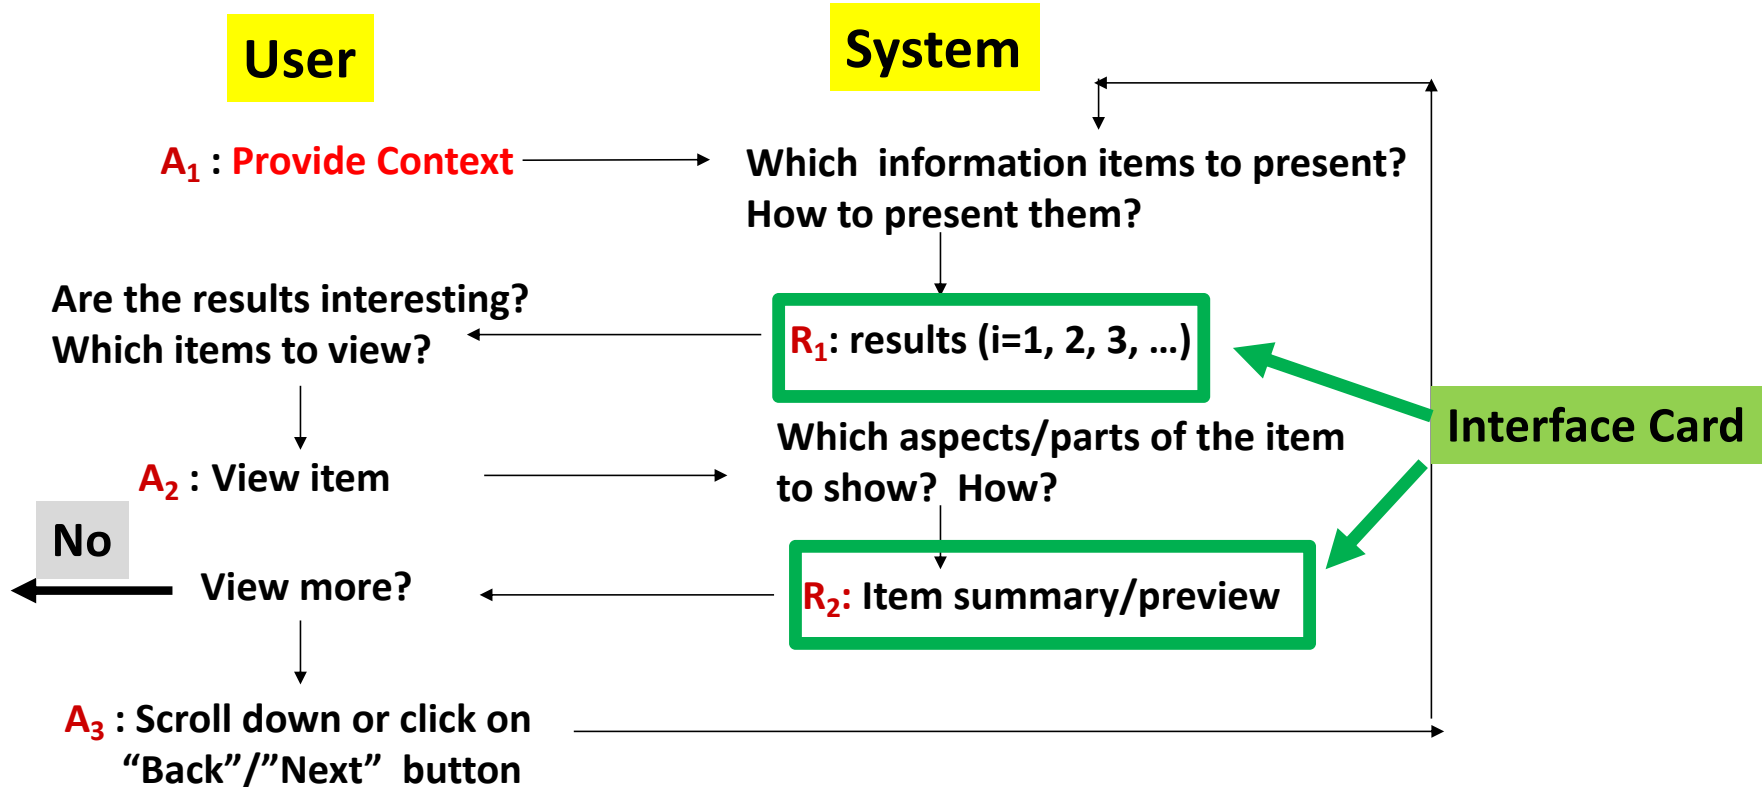 User
System
A₁ : Provide Context
Which information items to present?
How to present them?
Are the results interesting?
Which items to view?
R₁: results (i=1, 2, 3, …)
Interface Card
A₂ : View item
Which aspects/parts of the item
to show? How?
No
View more?
R₂: Item summary/preview
A₃ : Scroll down or click on
“Back”/”Next” button